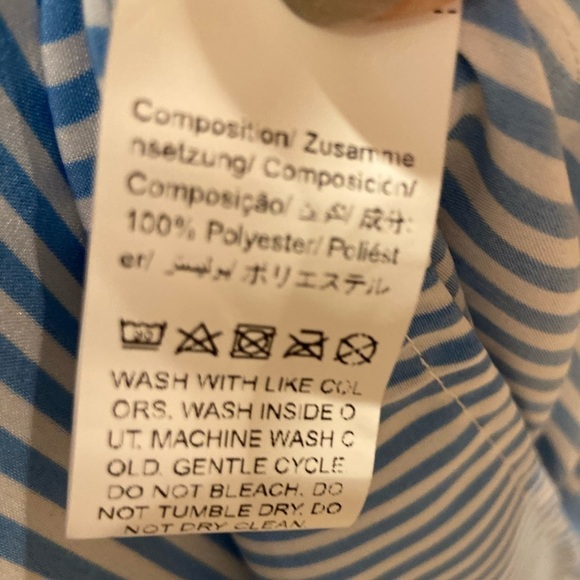 Composition/ Zusamme
nsetzung/ Composición/
Composição/ 成分:
100% Polyester/ Poliést
er/ بوليستر/ ポリエステル
30
WASH WITH LIKE COL
ORS. WASH INSIDE O
UT. MACHINE WASH C
OLD. GENTLE CYCLE
DO NOT BLEACH. DO
NOT TUMBLE DRY. DO
NOT DRY CLEAN